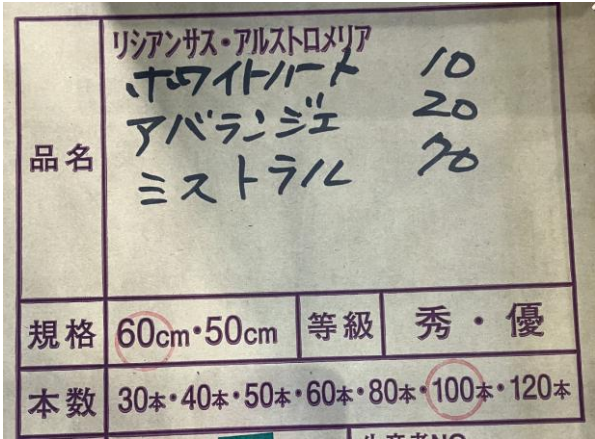 リシアンサス・アルストロメリア
ホワイトハート 10
アバランジェ 20
ミストラル 70
品名
規格 60cm・50cm 等級 秀・優
本数 30本・40本・50本・60本・80本・100本・120本